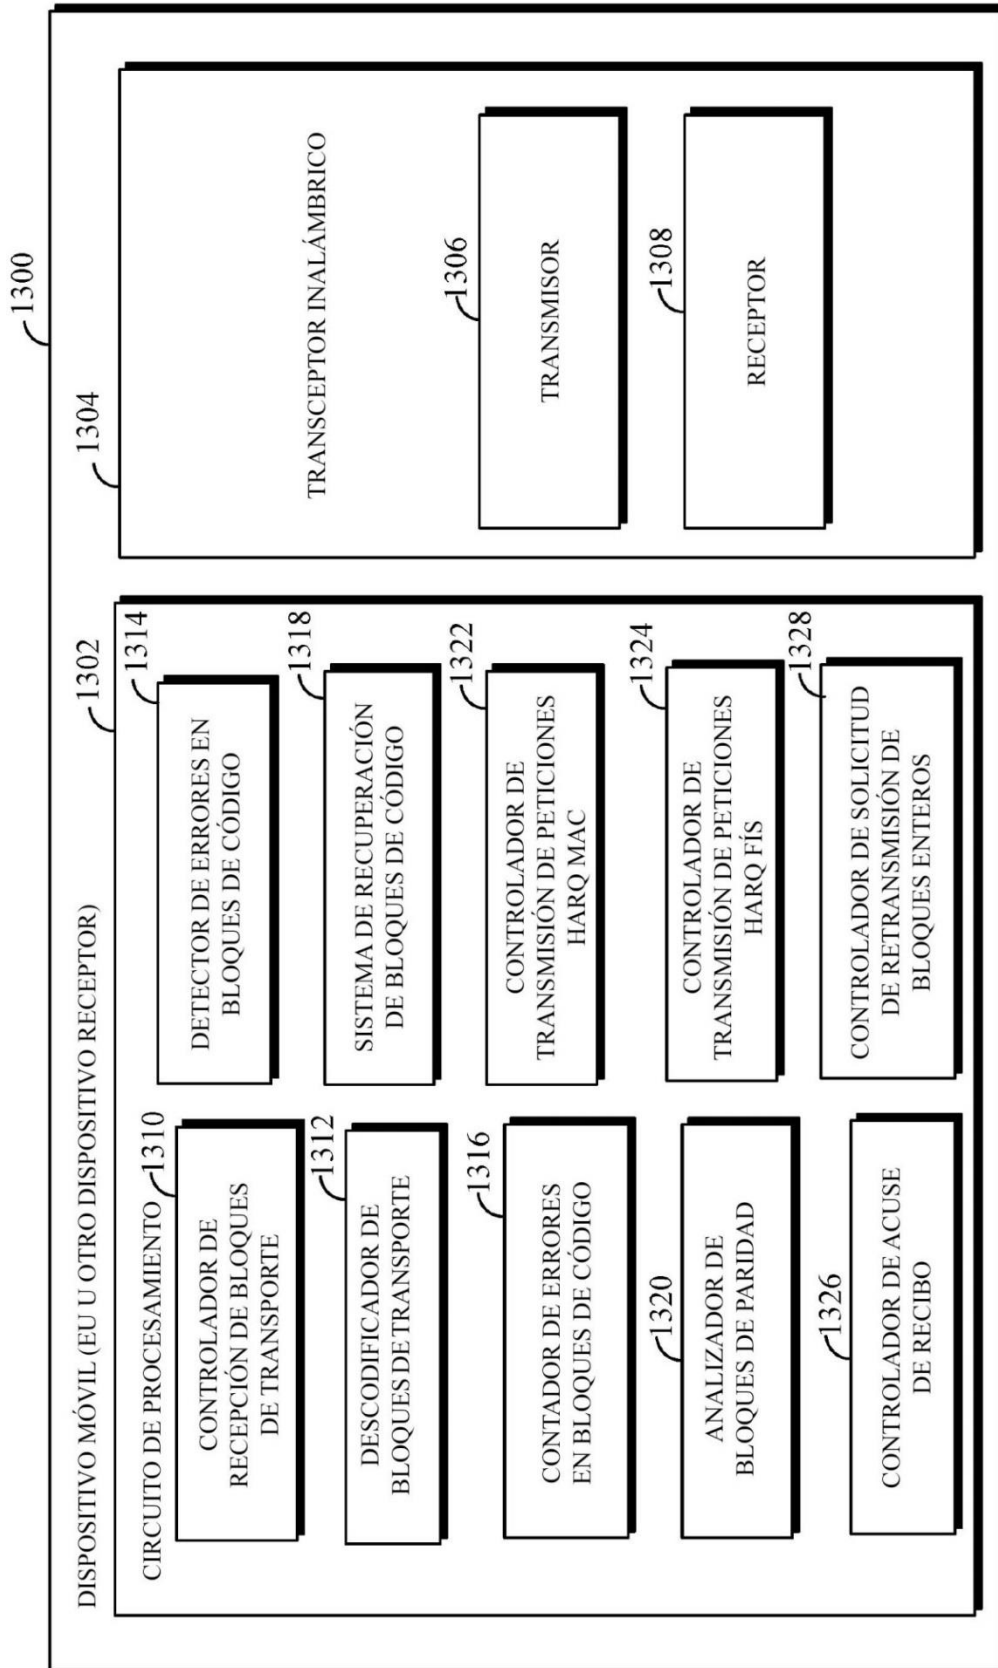 1300
DISPOSITIVO MÓVIL (EU U OTRO DISPOSITIVO RECEPTOR)
1302
CIRCUITO DE PROCESAMIENTO
1310
CONTROLADOR DE
RECEPCIÓN DE BLOQUES
DE TRANSPORTE
1314
DETECTOR DE ERRORES EN
BLOQUES DE CÓDIGO
1312
DESCODIFICADOR DE
BLOQUES DE TRANSPORTE
1318
SISTEMA DE RECUPERACIÓN
DE BLOQUES DE CÓDIGO
1316
CONTADOR DE ERRORES
EN BLOQUES DE CÓDIGO
1322
CONTROLADOR DE
TRANSMISIÓN DE PETICIONES
HARQ MAC
1320
ANALIZADOR DE
BLOQUES DE PARIDAD
1324
CONTROLADOR DE
TRANSMISIÓN DE PETICIONES
HARQ FÍS
1326
CONTROLADOR DE ACUSE
DE RECIBO
1328
CONTROLADOR DE SOLICITUD
DE RETRANSMISIÓN DE
BLOQUES ENTEROS
1304
TRANSCEPTOR INALÁMBRICO
1306
TRANSMISOR
1308
RECEPTOR